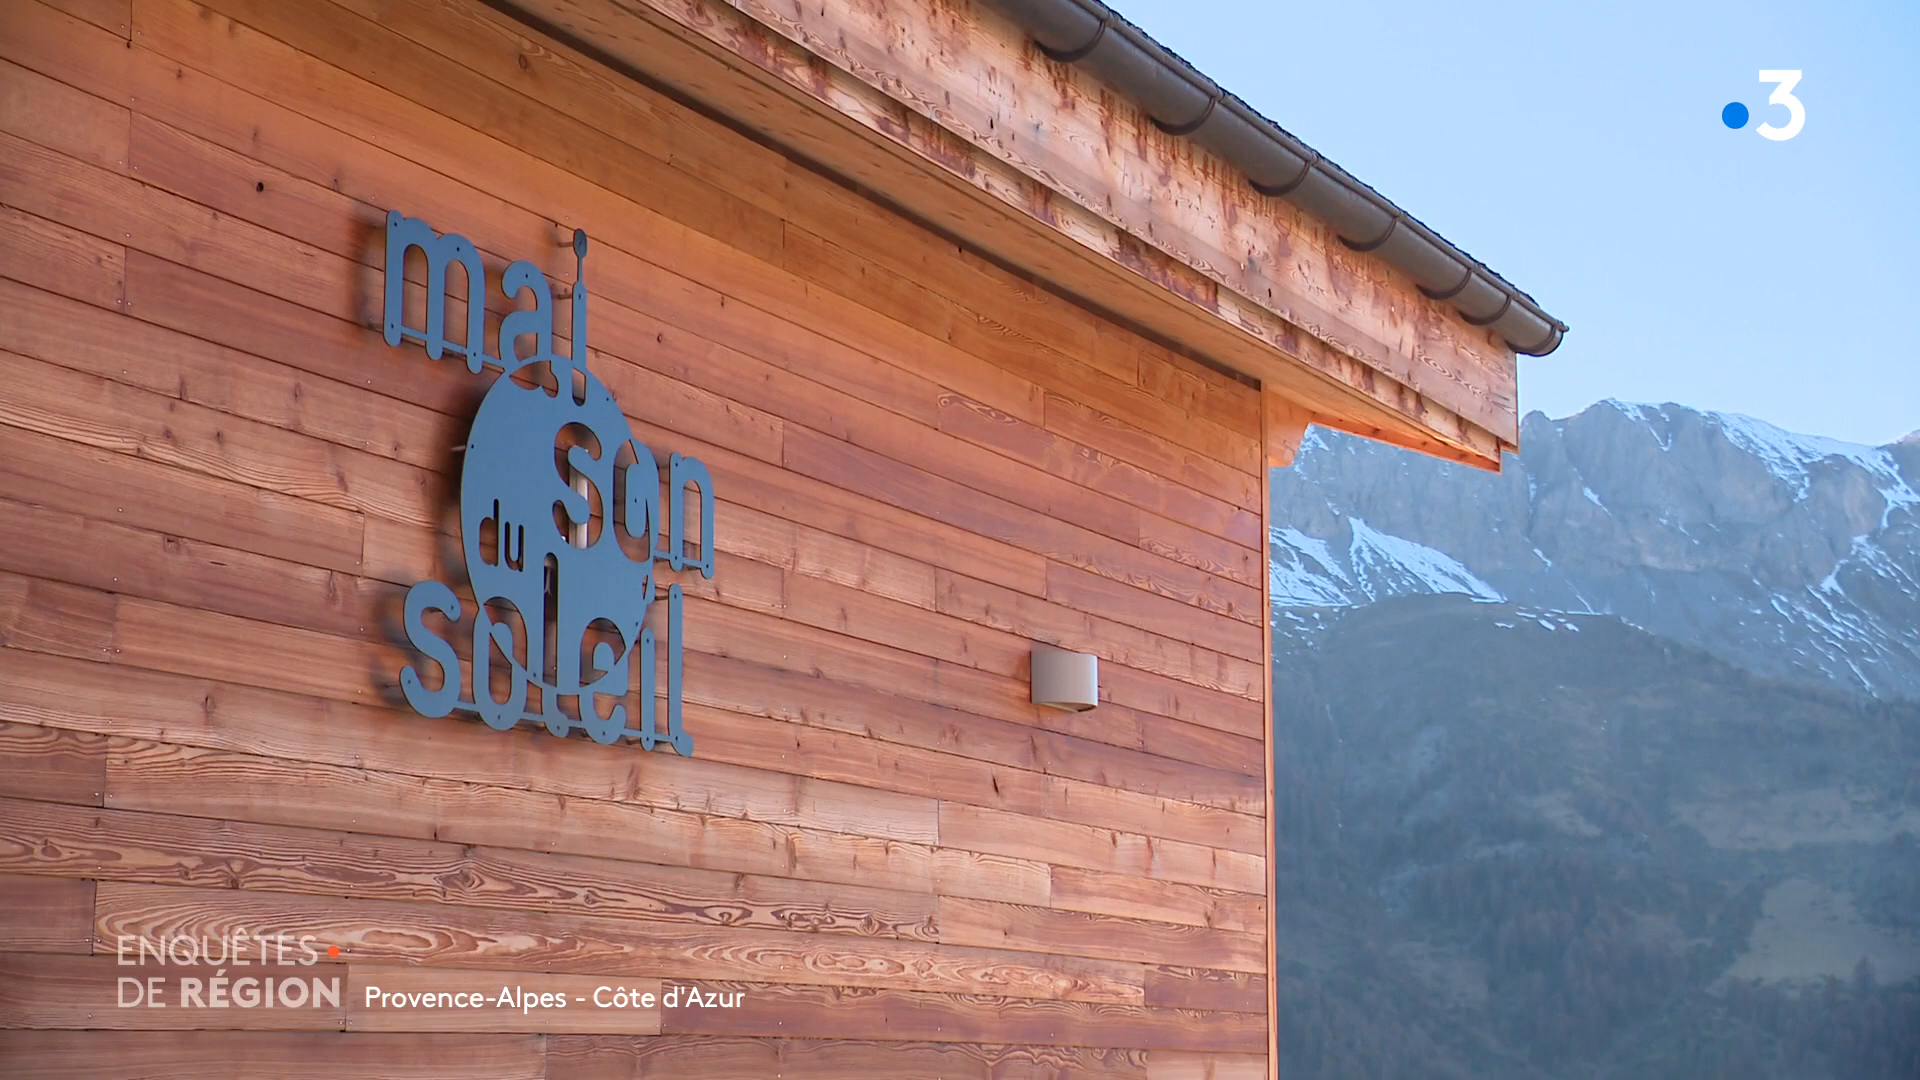 3
mai
son
du
soleil
ENQUÊTES
DE RÉGION Provence-Alpes - Côte d'Azur